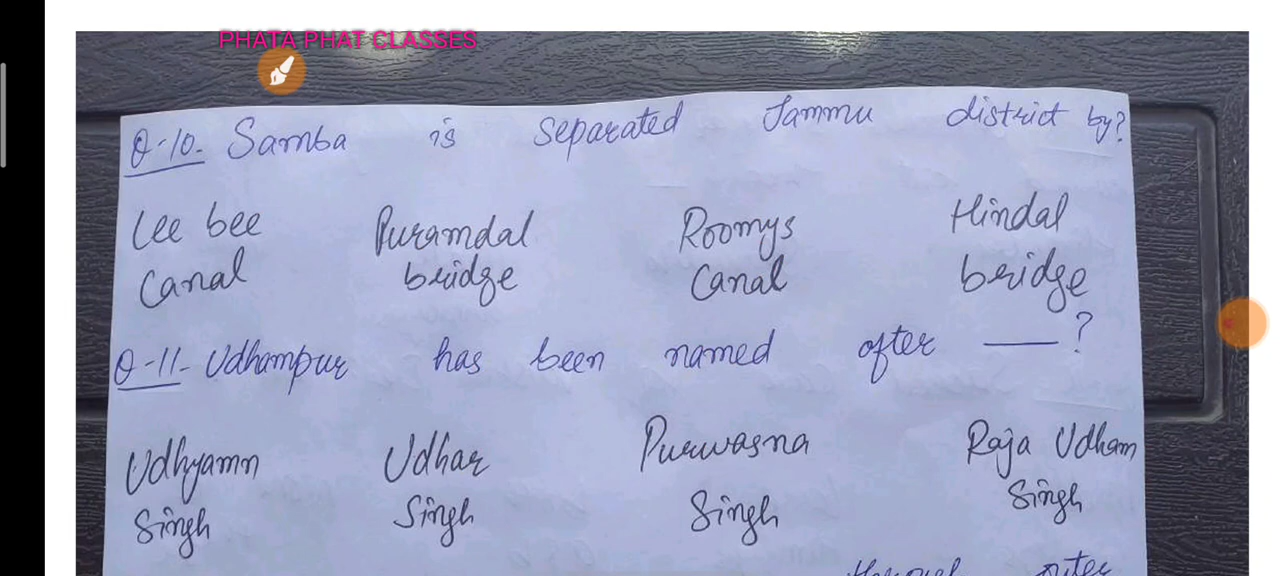 PHATA PHAT CLASSES
Q-10- Samba is separated Jammu district by?
Lee bee Puramdal Roomys Hindal
Canal bridge Canal bridge
Q-11- Udhampur has been named after —— ?
Udhyamn Udhar Purwasna Raja Udham
Singh Singh Singh Singh